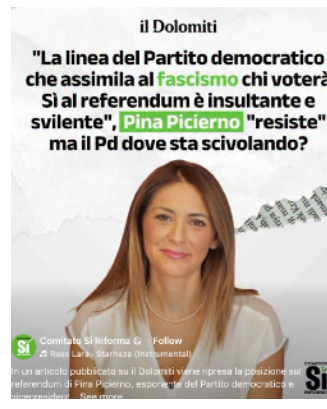 il Dolomiti
"La linea del Partito democratico
che assimila al fascismo chi voterà
Sì al referendum è insultante e
svilente", Pina Picierno "resiste"
ma il Pd dove sta scivolando?
Sì
Comitato Sì Riforma · Follow
Ross Lara · Starhaze (Instrumental)
In un articolo pubblicato su il Dolomiti viene ripresa la posizione sul
referendum di Pina Picierno, esponente del Partito democratico e
vicepresident... See more
Sì